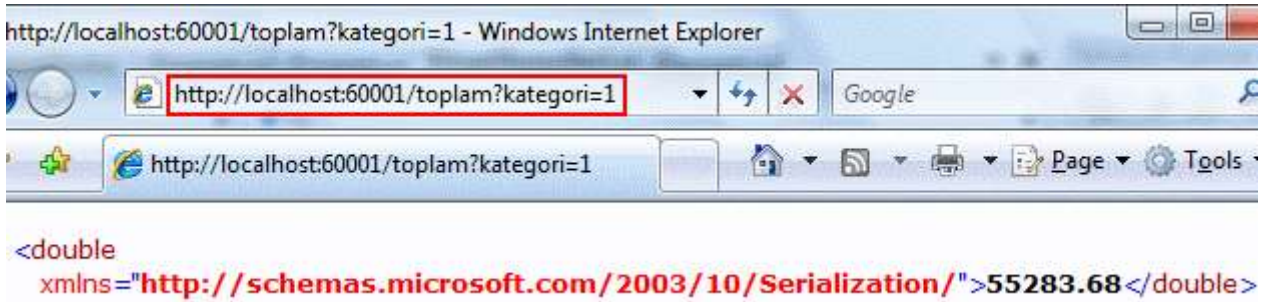 http://localhost:60001/toplam?kategori=1 - Windows Internet Explorer
http://localhost:60001/toplam?kategori=1 Google
http://localhost:60001/toplam?kategori=1 Page Tools
<double
xmlns="http://schemas.microsoft.com/2003/10/Serialization/">55283.68</double>